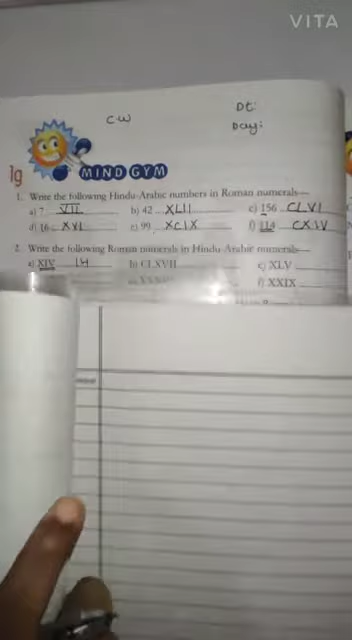 VITA
CW
Dt:
Day:
1g
MIND GYM
1. Write the following Hindu-Arabic numbers in Roman numerals—
a) 7 VII b) 42 XLII c) 156 CLVI
d) 16 XVI e) 99 XCIX f) 114 CXIV
2. Write the following Roman numerals in Hindu Arabic numerals—
a) XIV 14 b) CLXVII c) XLV
f) XXIX